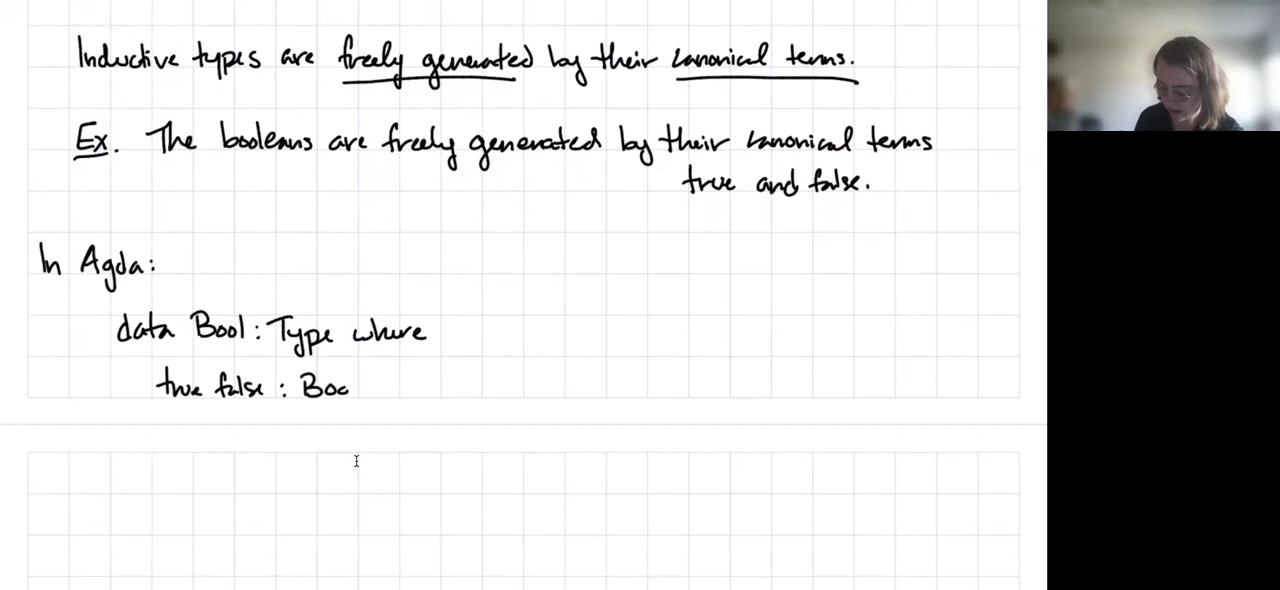 Inductive types are freely generated by their canonical terms.
Ex. The booleans are freely generated by their canonical terms
true and false.
In Agda:
data Bool : Type where
true false : Boo